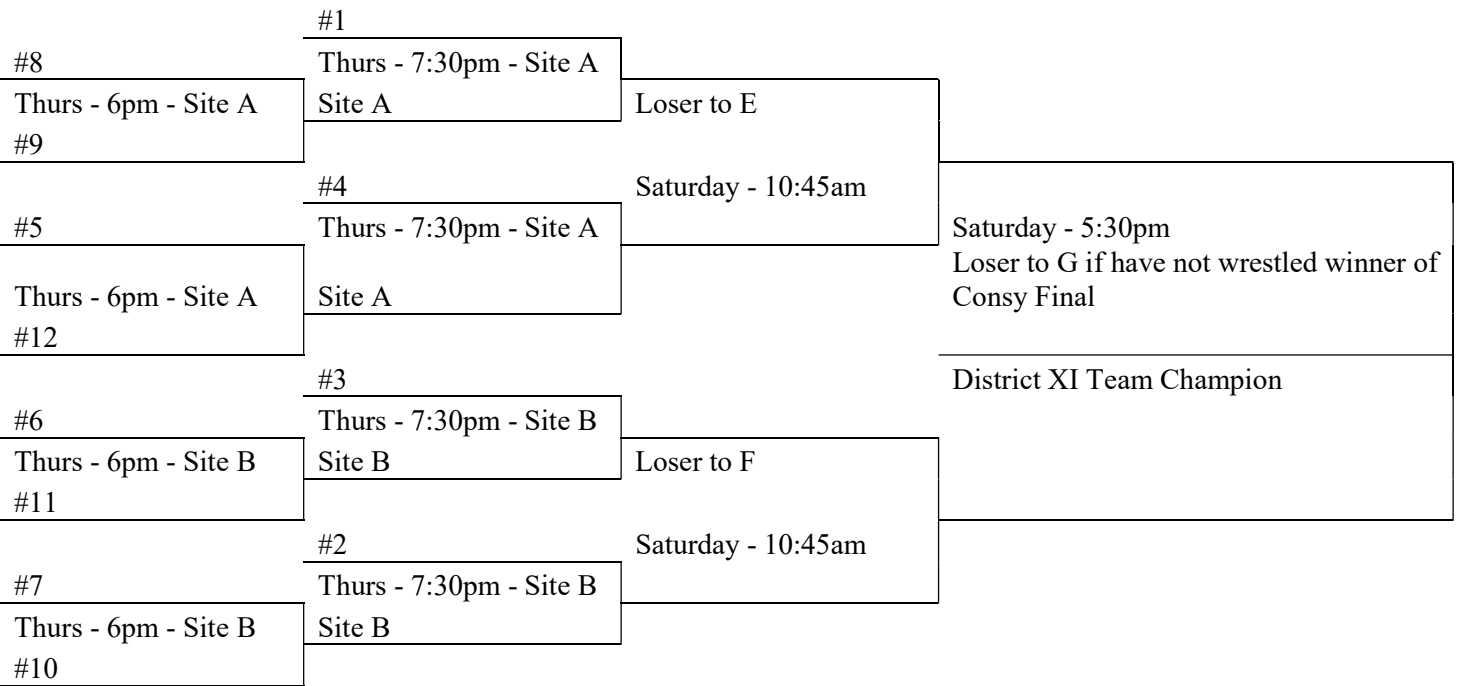 #1
#8
Thurs - 7:30pm - Site A
Thurs - 6pm - Site A
Site A
Loser to E
#9
#4
Saturday - 10:45am
#5
Thurs - 7:30pm - Site A
Saturday - 5:30pm
Loser to G if have not wrestled winner of
Thurs - 6pm - Site A
Site A
Consy Final
#12
#3
District XI Team Champion
#6
Thurs - 7:30pm - Site B
Thurs - 6pm - Site B
Site B
Loser to F
#11
#2
Saturday - 10:45am
#7
Thurs - 7:30pm - Site B
Thurs - 6pm - Site B
Site B
#10